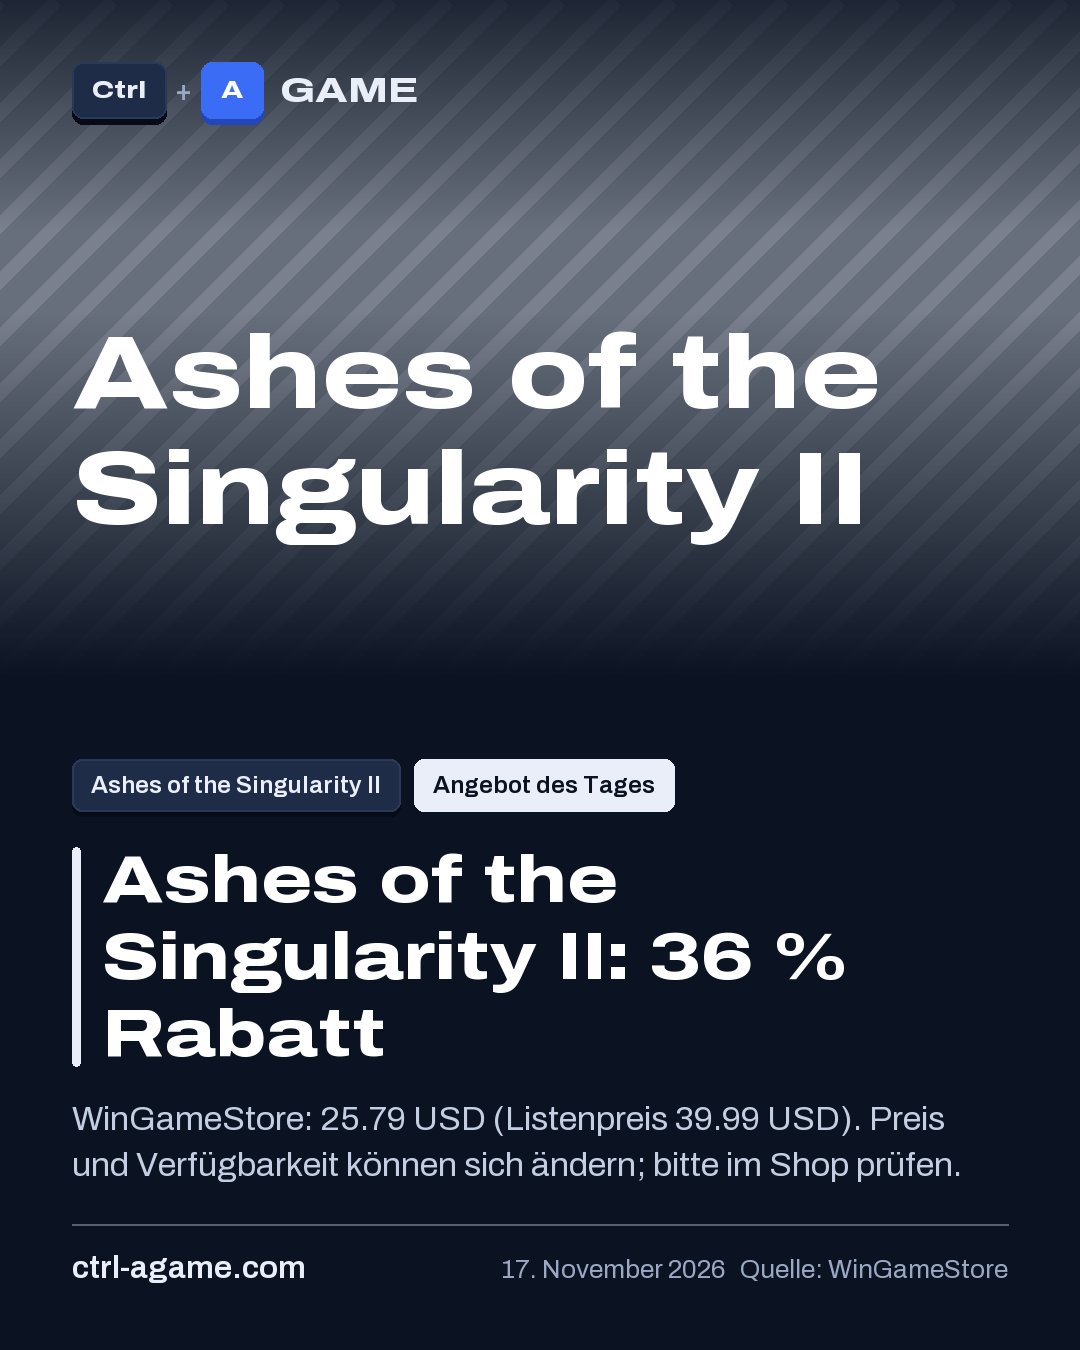 Ctrl + A GAME
Ashes of the
Singularity II
Ashes of the Singularity II Angebot des Tages
Ashes of the
Singularity II: 36 %
Rabatt
WinGameStore: 25.79 USD (Listenpreis 39.99 USD). Preis
und Verfügbarkeit können sich ändern; bitte im Shop prüfen.
ctrl-agame.com 17. November 2026 Quelle: WinGameStore